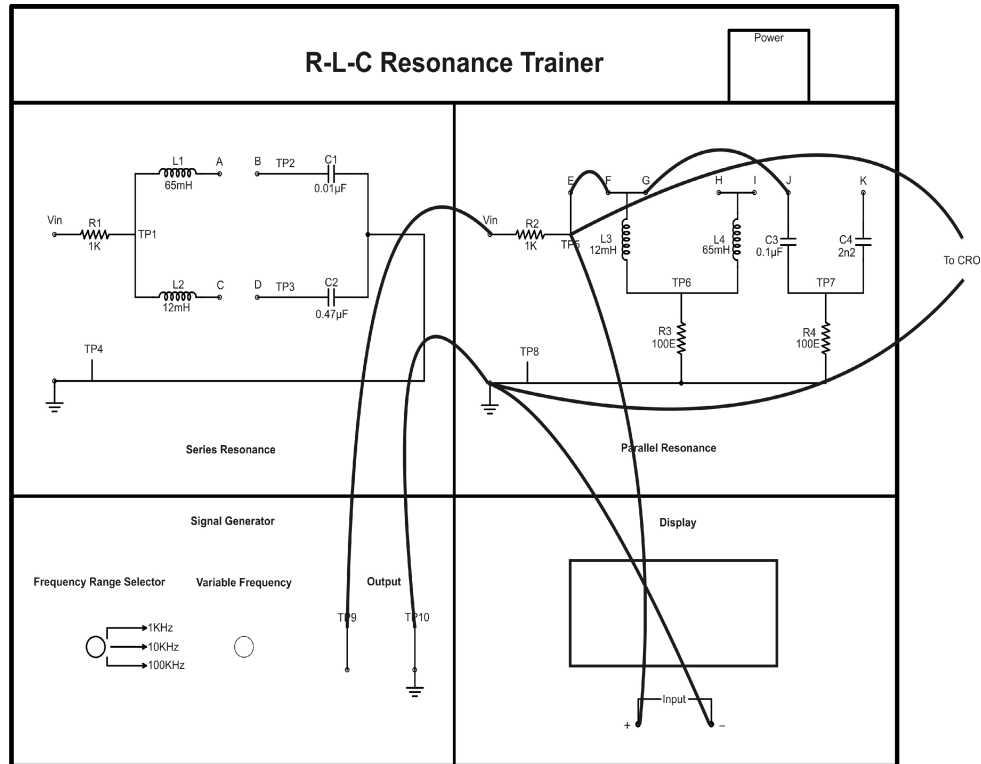 Power
R-L-C Resonance Trainer
L1
65mH
A
B
TP2
C1
0.01µF
Vin
R1
1K
TP1
L2
12mH
C
D
TP3
C2
0.47µF
TP4
Series Resonance
E
F
G
H
I
J
K
Vin
R2
1K
TP5
L3
12mH
L4
65mH
C3
0.1µF
C4
2n2
To CRO
TP6
TP7
R3
100E
R4
100E
TP8
Parallel Resonance
Signal Generator
Frequency Range Selector
Variable Frequency
Output
1KHz
10KHz
100KHz
TP9
TP10
Display
Input
+
–